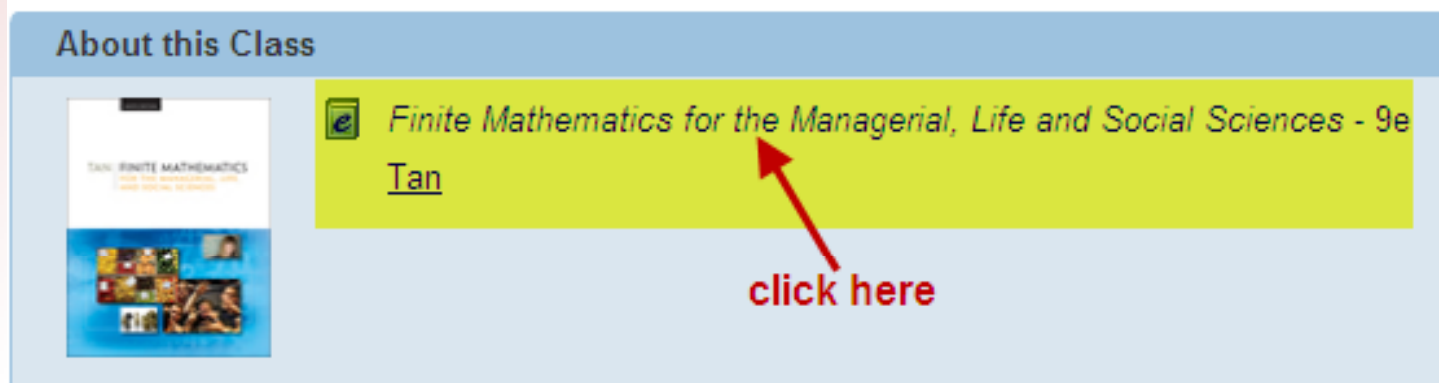 About this Class
e
Finite Mathematics for the Managerial, Life and Social Sciences - 9e
Tan
click here
TAN FINITE MATHEMATICS
FOR THE MANAGERIAL, LIFE
AND SOCIAL SCIENCES